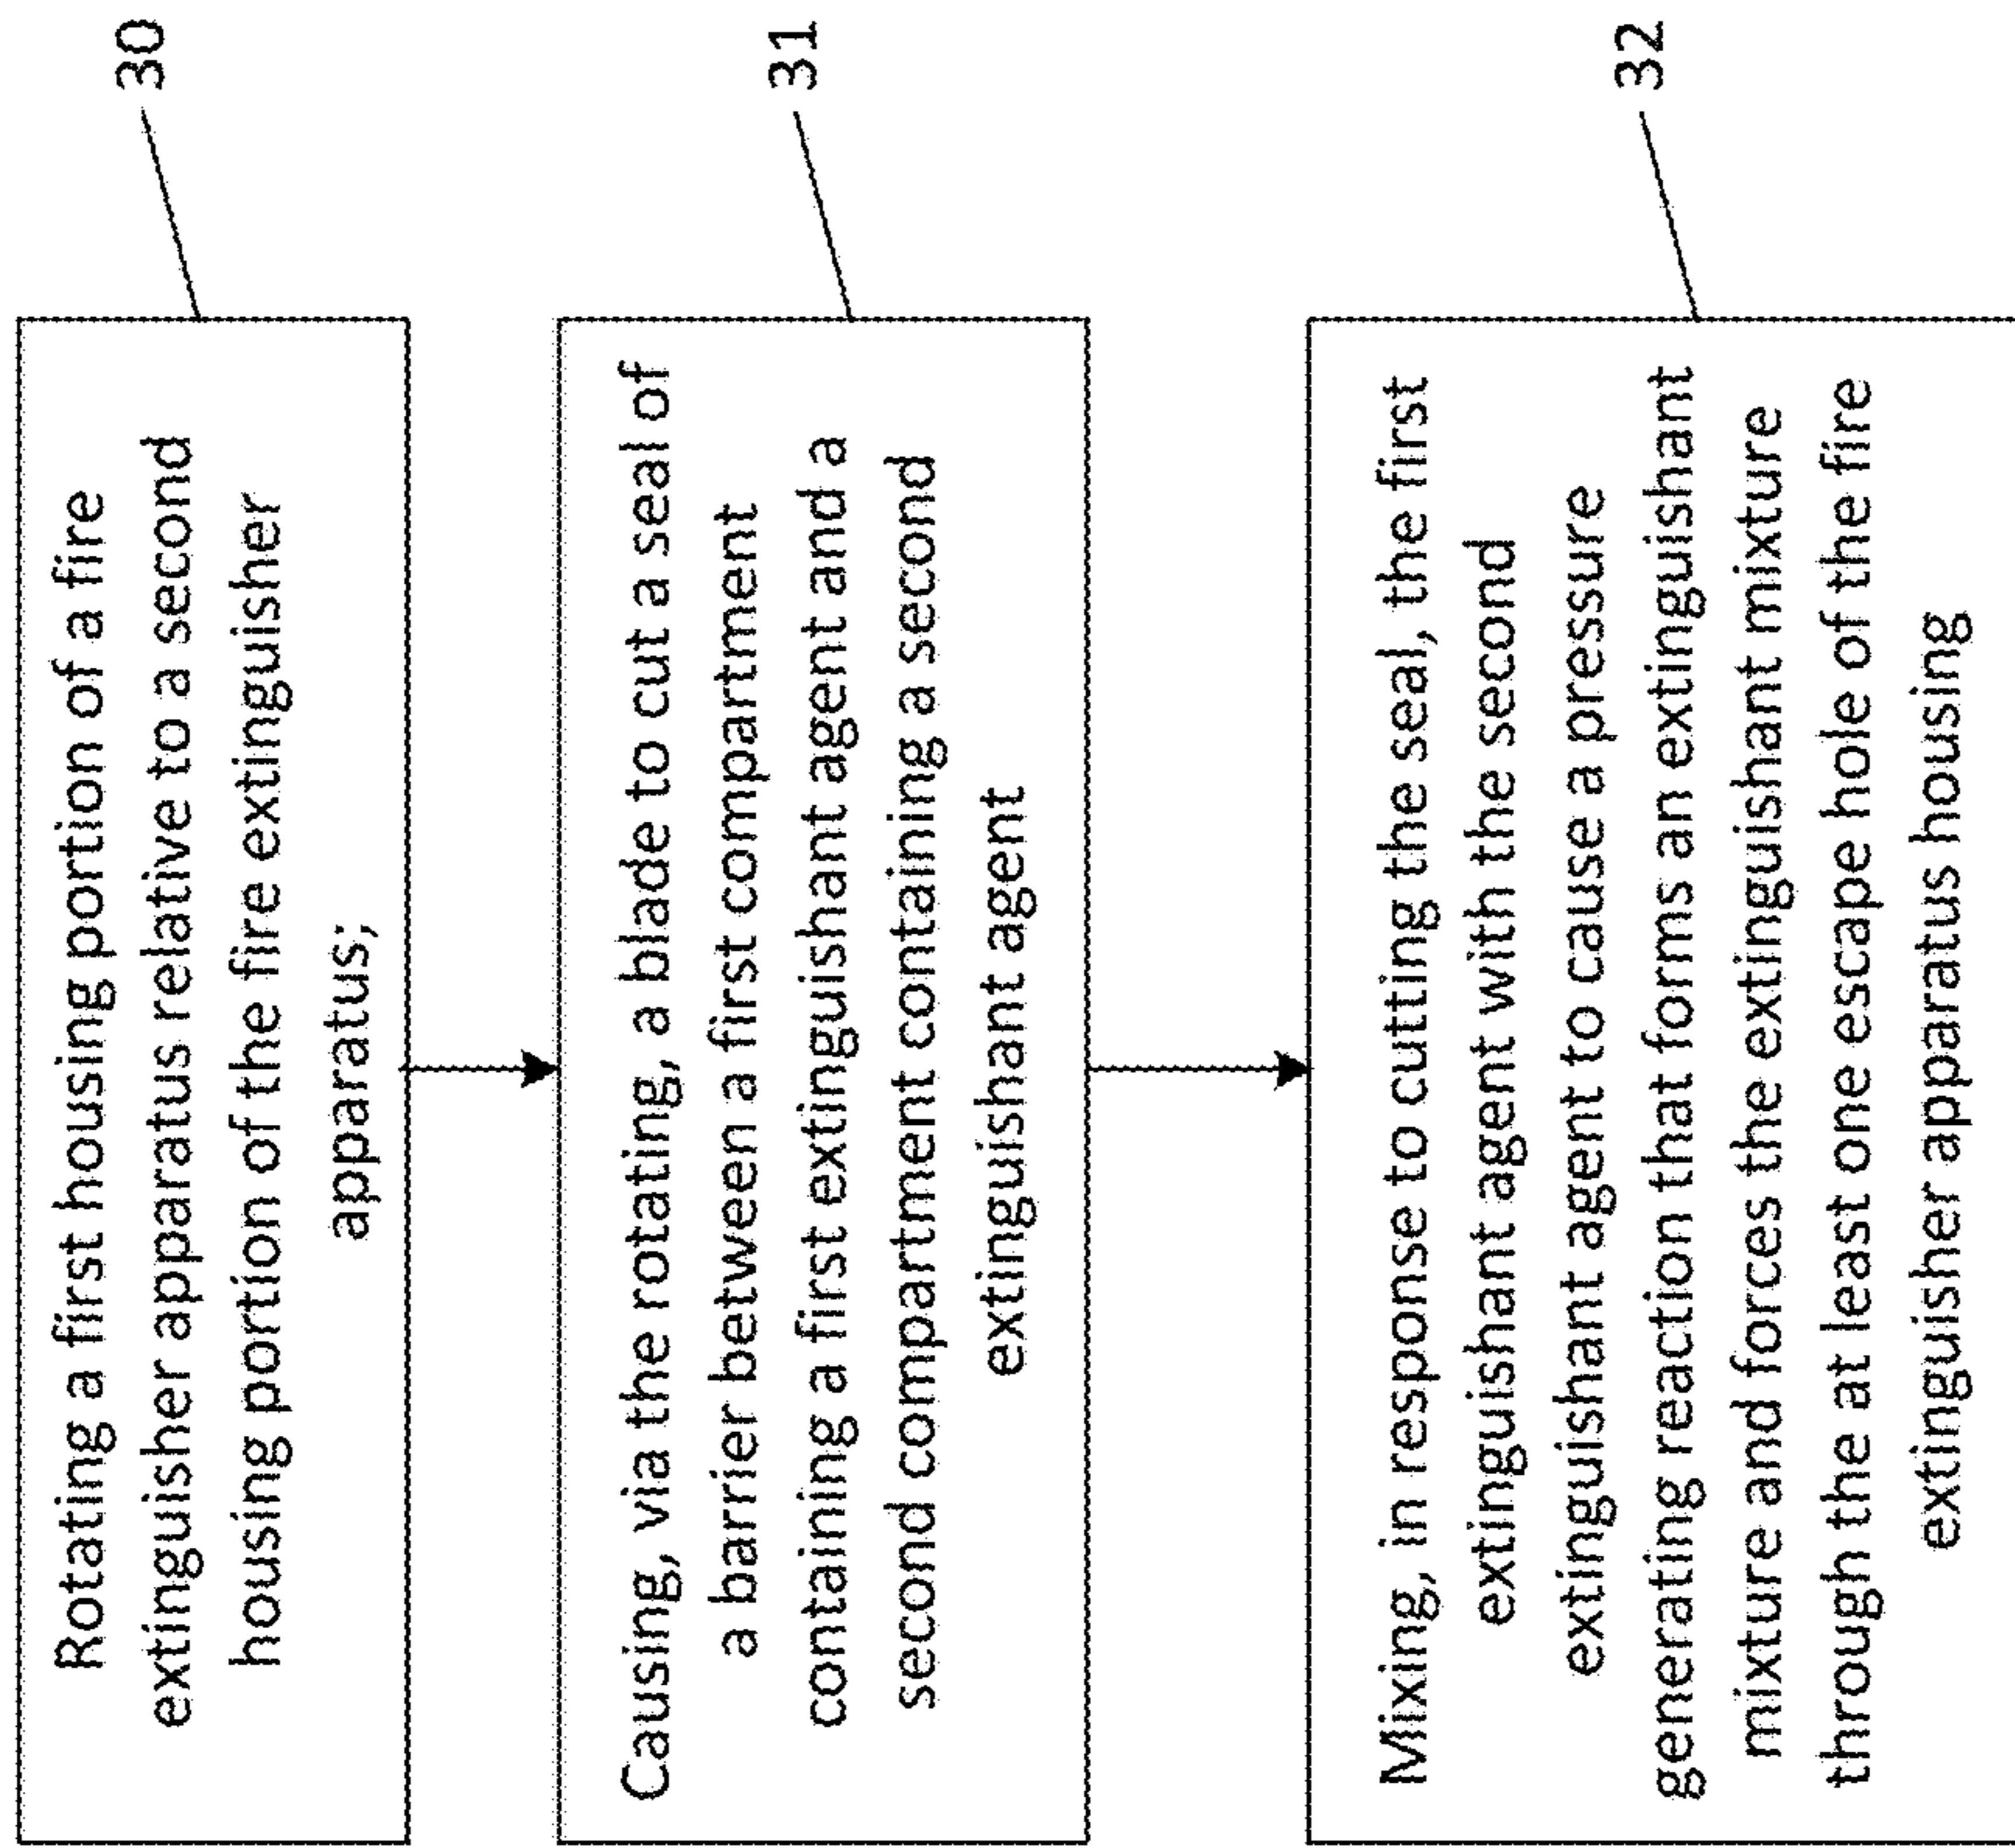 Rotating a first housing portion of a fire
extinguisher apparatus relative to a second
housing portion of the fire extinguisher
apparatus;
30
Causing, via the rotating, a blade to cut a seal of
a barrier between a first compartment
containing a first extinguishant agent and a
second compartment containing a second
extinguishant agent
31
Mixing, in response to cutting the seal, the first
extinguishant agent with the second
extinguishant agent to cause a pressure
generating reaction that forms an extinguishant
mixture and forces the extinguishant mixture
through the at least one escape hole of the fire
extinguisher apparatus housing
32